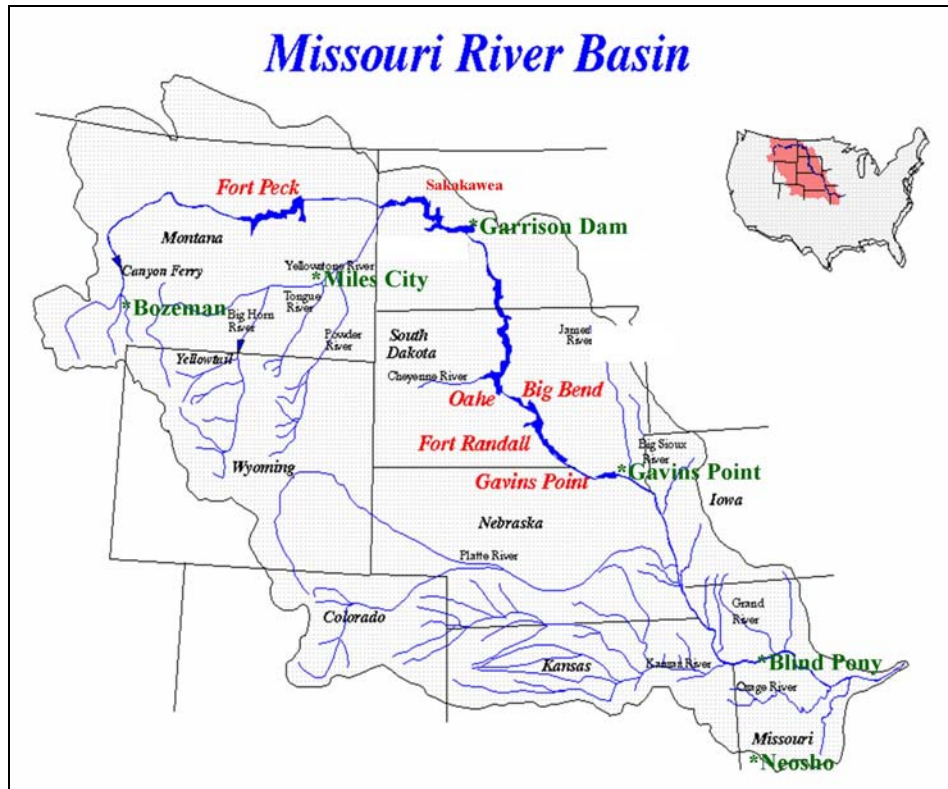 Missouri River Basin
Fort Peck
Sakakawea
*Garrison Dam
Montana
Canyon Ferry
Yellowstone River
*Miles City
*Bozeman
Big Horn
River
Tongue
River
Powder
River
South
Dakota
River
Yellowtail
Cheyenne River
Oahe
Big Bend
Fort Randall
Big Sioux
River
Wyoming
Gavins Point
*Gavins Point
Iowa
Nebraska
Platte River
Colorado
Grand
River
Kansas
Kansas River
*Blind Pony
Osage River
Missouri
*Neosho